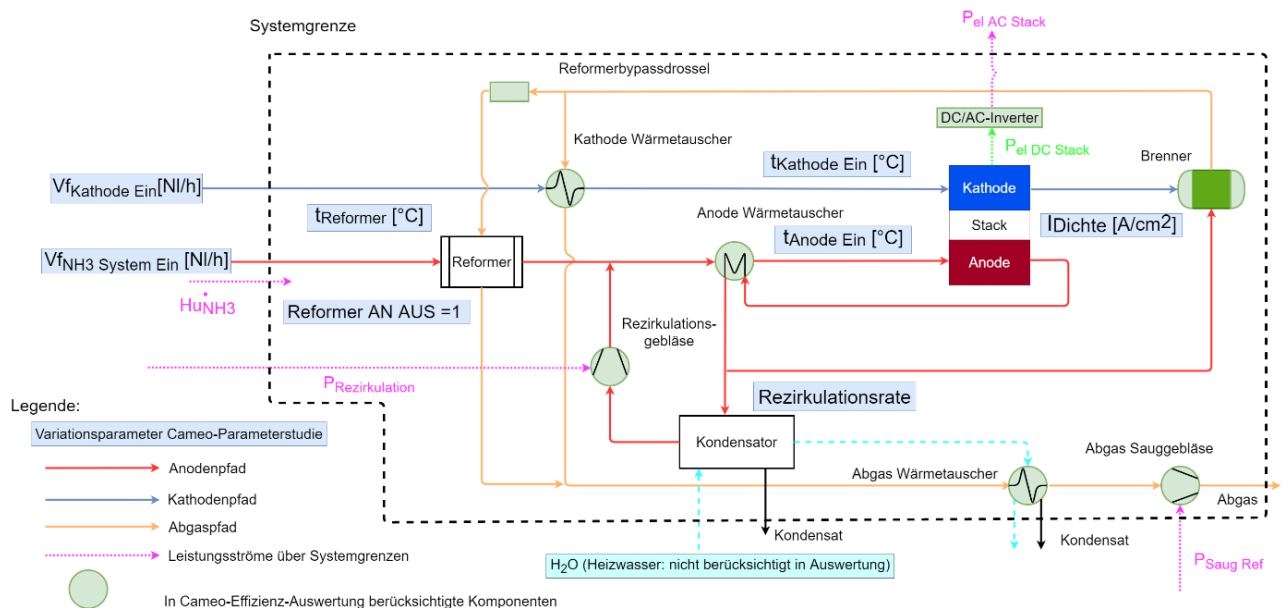 P el AC Stack
Systemgrenze
Reformerbypassdrossel
DC/AC-Inverter
Kathode Wärmetauscher
P el DC Stack
Brenner
t Kathode Ein [°C]
Vf Kathode Ein[Nl/h]
Kathode
t Reformer [°C]
Anode Wärmetauscher
Stack
I Dichte [A/cm2]
t Anode Ein [°C]
Vf NH3 System Ein [Nl/h]
Reformer
Anode
Hu̇ NH3
Reformer AN AUS =1
Rezirkulations-
gebläse
P Rezirkulation
Rezirkulationsrate
Legende:
Variationsparameter Cameo-Parameterstudie
Kondensator
Anodenpfad
Abgas Wärmetauscher
Abgas Sauggebläse
Kathodenpfad
Abgas
Abgaspfad
Kondensat
Kondensat
Leistungsströme über Systemgrenzen
H₂O (Heizwasser: nicht berücksichtigt in Auswertung)
P Saug Ref
In Cameo-Effizienz-Auswertung berücksichtigte Komponenten